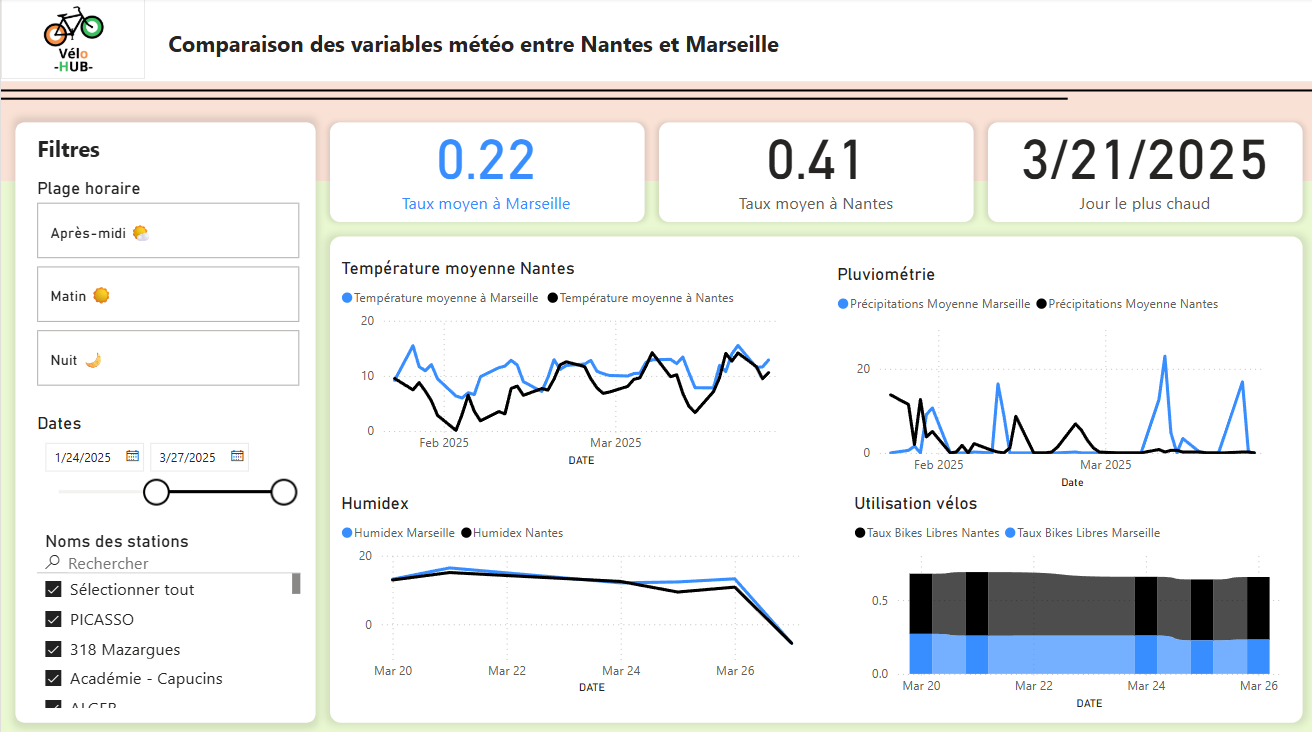 Vélo
-HUB-
Comparaison des variables météo entre Nantes et Marseille
Filtres
Plage horaire
Après-midi
Matin
Nuit
Dates
1/24/2025
3/27/2025
Noms des stations
Rechercher
Sélectionner tout
PICASSO
318 Mazargues
Académie - Capucins
ALGER
0.22
Taux moyen à Marseille
0.41
Taux moyen à Nantes
3/21/2025
Jour le plus chaud
Température moyenne Nantes
Température moyenne à Marseille Température moyenne à Nantes
20
10
0
Feb 2025 Mar 2025
DATE
Pluviométrie
Précipitations Moyenne Marseille Précipitations Moyenne Nantes
20
0
Feb 2025 Mar 2025
Date
Humidex
Humidex Marseille Humidex Nantes
20
0
Mar 20 Mar 22 Mar 24 Mar 26
DATE
Utilisation vélos
Taux Bikes Libres Nantes Taux Bikes Libres Marseille
0.5
0.0
Mar 20 Mar 22 Mar 24 Mar 26
DATE